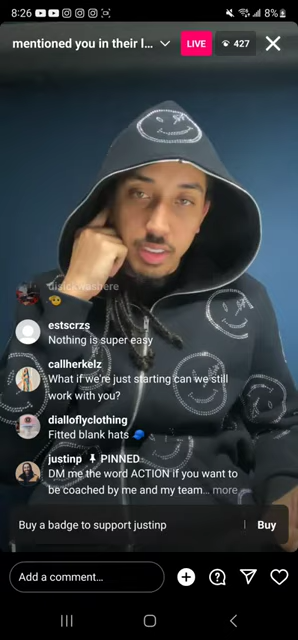 8:26
8%
mentioned you in their l...
LIVE
427
disickwashere
estscrzs
Nothing is super easy
callherkelz
What if we're just starting can we still
work with you?
dialloflyclothing
Fitted blank hats 🧢
justinp PINNED
DM me the word ACTION if you want to
be coached by me and my team... more
Buy a badge to support justinp
Buy
Add a comment...